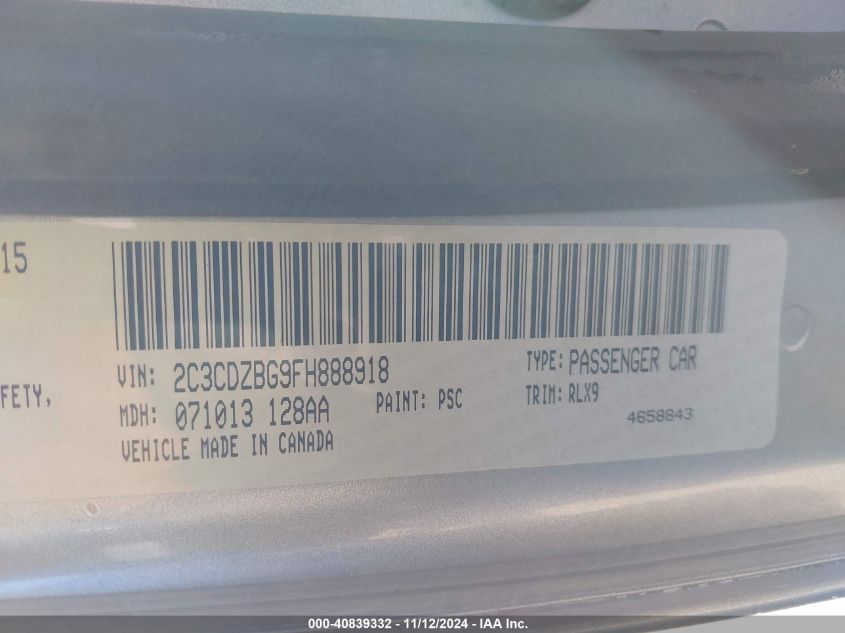 15
VIN: 2C3CDZBG9FH888918
TYPE: PASSENGER CAR
FETY,
MDH: 071013 128AA
PAINT: PSC
TRIM: RLX9
4658843
VEHICLE MADE IN CANADA
000-40839332 - 11/12/2024 - IAA Inc.